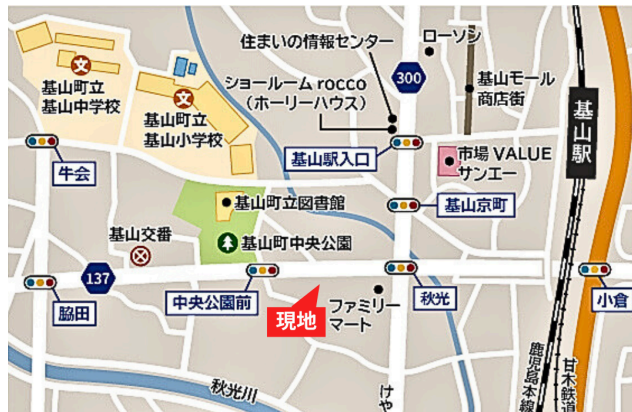 住まいの情報センター
ローソン
ショールーム rocco
（ホーリーハウス）
300
基山モール
商店街
基山町立
基山中学校
文
基山町立
基山小学校
文
基山駅
牛会
基山駅入口
市場 VALUE
サンエー
基山町立図書館
基山京町
基山交番
基山町中央公園
137
脇田
中央公園前
現地
ファミリー
マート
秋光
小倉
秋光川
けや
鹿児島本線
甘木鉄道